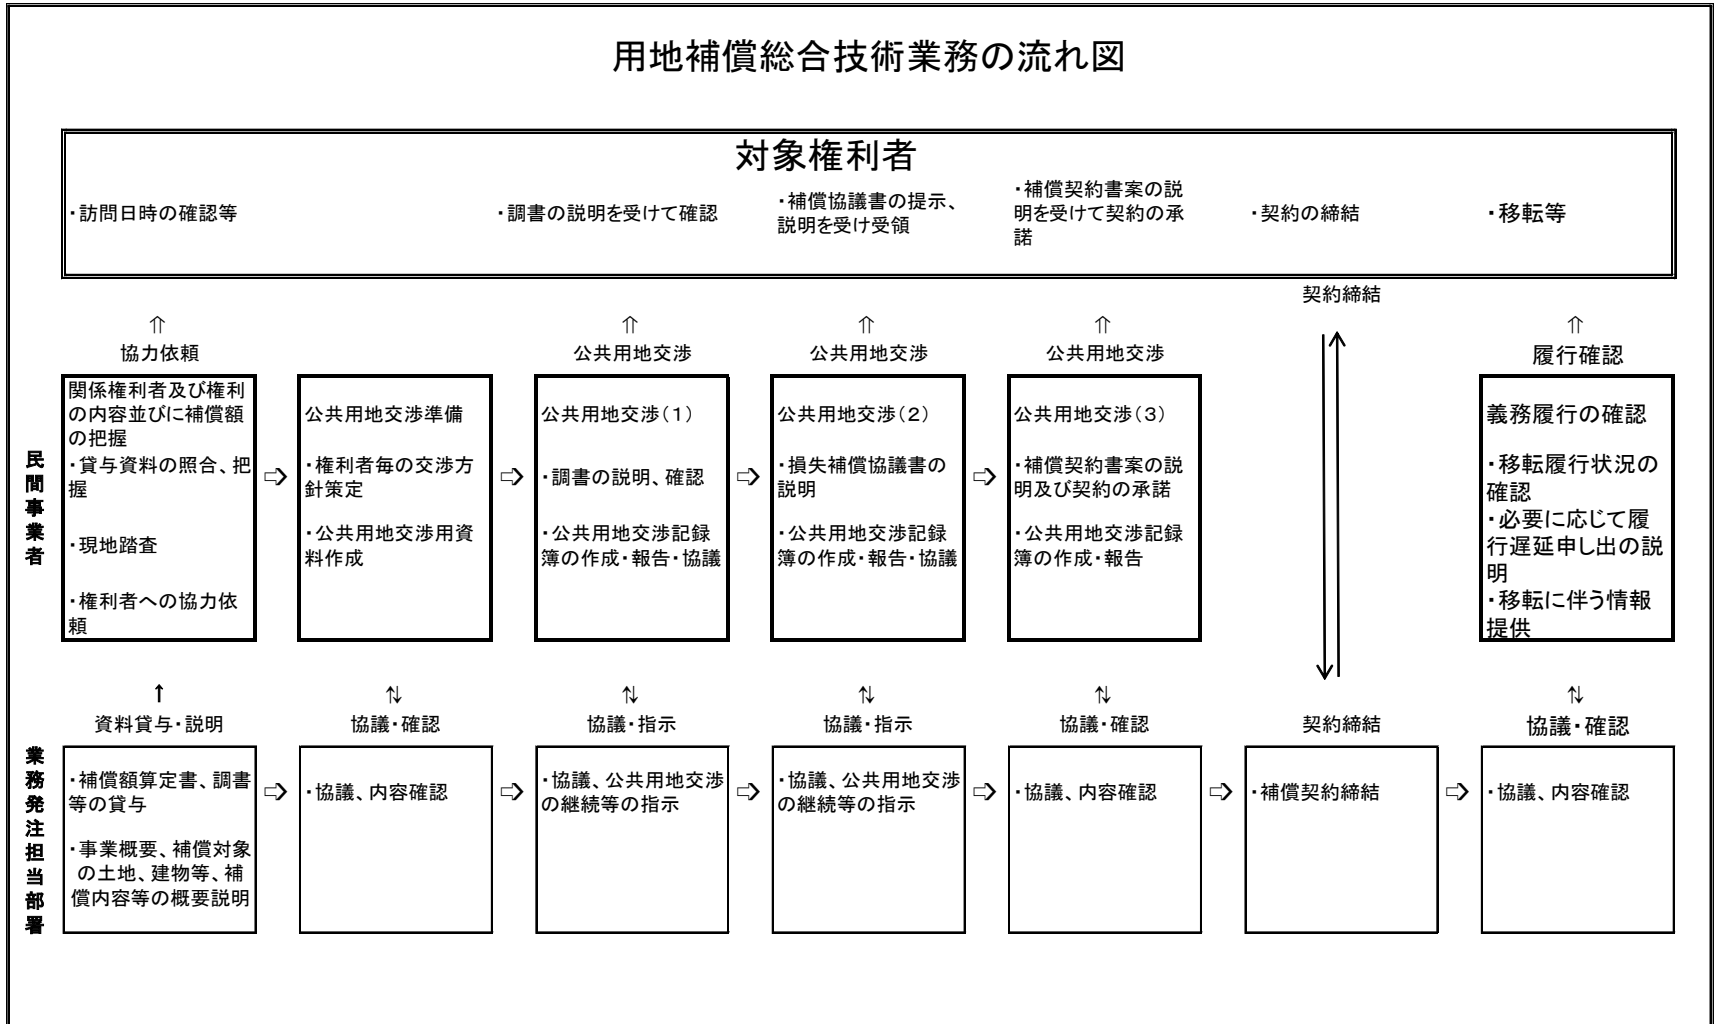 用地補償総合技術業務の流れ図
対象権利者
・訪問日時の確認等
・調書の説明を受けて確認
・補償協議書の提示、
説明を受け受領
・補償契約書案の説
明を受けて契約の承
諾
・契約の締結
・移転等
契約締結
⇑
⇑
⇑
⇑
⇑
協力依頼
公共用地交渉
公共用地交渉
公共用地交渉
履行確認
民間事業者
関係権利者及び権利
の内容並びに補償額
の把握
・貸与資料の照合、把
握
・現地踏査
・権利者への協力依
頼
⇨
公共用地交渉準備
・権利者毎の交渉方
針策定
・公共用地交渉用資
料作成
⇨
公共用地交渉(1)
・調書の説明、確認
・公共用地交渉記録
簿の作成・報告・協議
⇨
公共用地交渉(2)
・損失補償協議書の
説明
・公共用地交渉記録
簿の作成・報告・協議
⇨
公共用地交渉(3)
・補償契約書案の説
明及び契約の承諾
・公共用地交渉記録
簿の作成・報告
義務履行の確認
・移転履行状況の
確認
・必要に応じて履
行遅延申し出の説
明
・移転に伴う情報
提供
↑
⇅
⇅
⇅
⇅
⇅
資料貸与・説明
協議・確認
協議・指示
協議・指示
協議・確認
契約締結
協議・確認
業務発注担当部署
・補償額算定書、調書
等の貸与
・事業概要、補償対象
の土地、建物等、補
償内容等の概要説明
⇨
・協議、内容確認
⇨
・協議、公共用地交渉
の継続等の指示
⇨
・協議、公共用地交渉
の継続等の指示
⇨
・協議、内容確認
⇨
・補償契約締結
⇨
・協議、内容確認